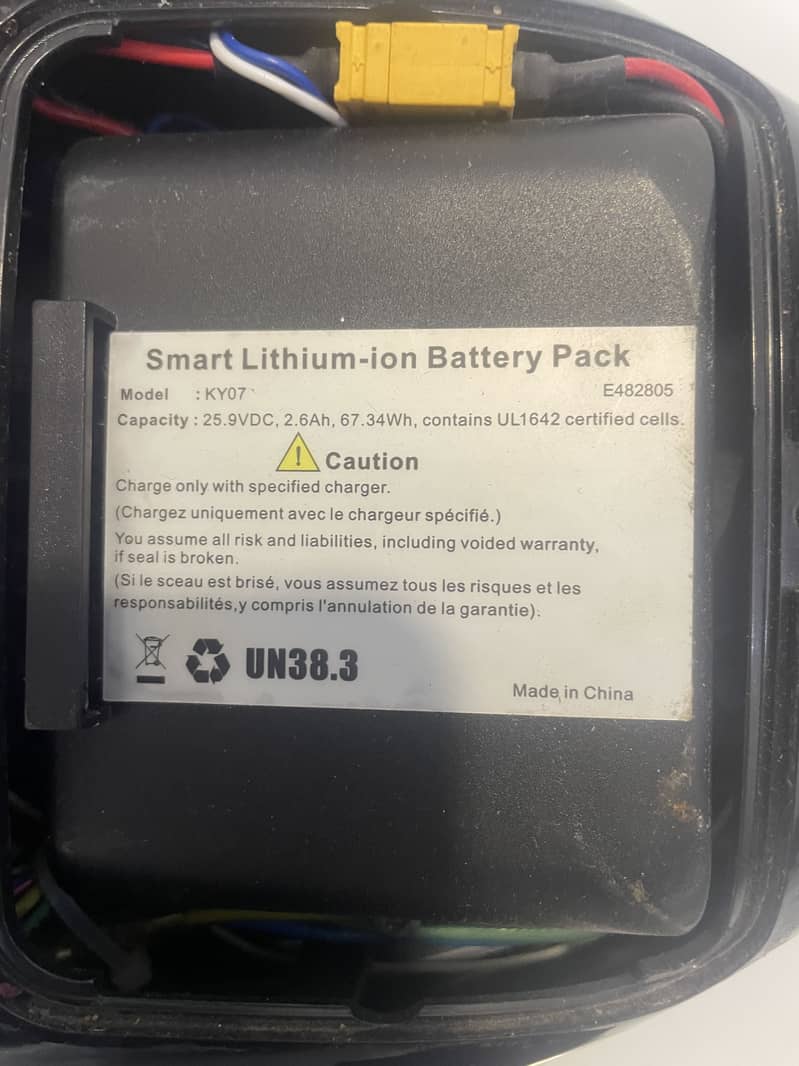 Smart Lithium-ion Battery Pack
Model : KY07
E482805
Capacity : 25.9VDC, 2.6Ah, 67.34Wh, contains UL1642 certified cells.
! Caution
Charge only with specified charger.
(Chargez uniquement avec le chargeur spécifié.)
You assume all risk and liabilities, including voided warranty,
if seal is broken.
(Si le sceau est brisé, vous assumez tous les risques et les
responsabilités,y compris l'annulation de la garantie).
UN38.3
Made in China